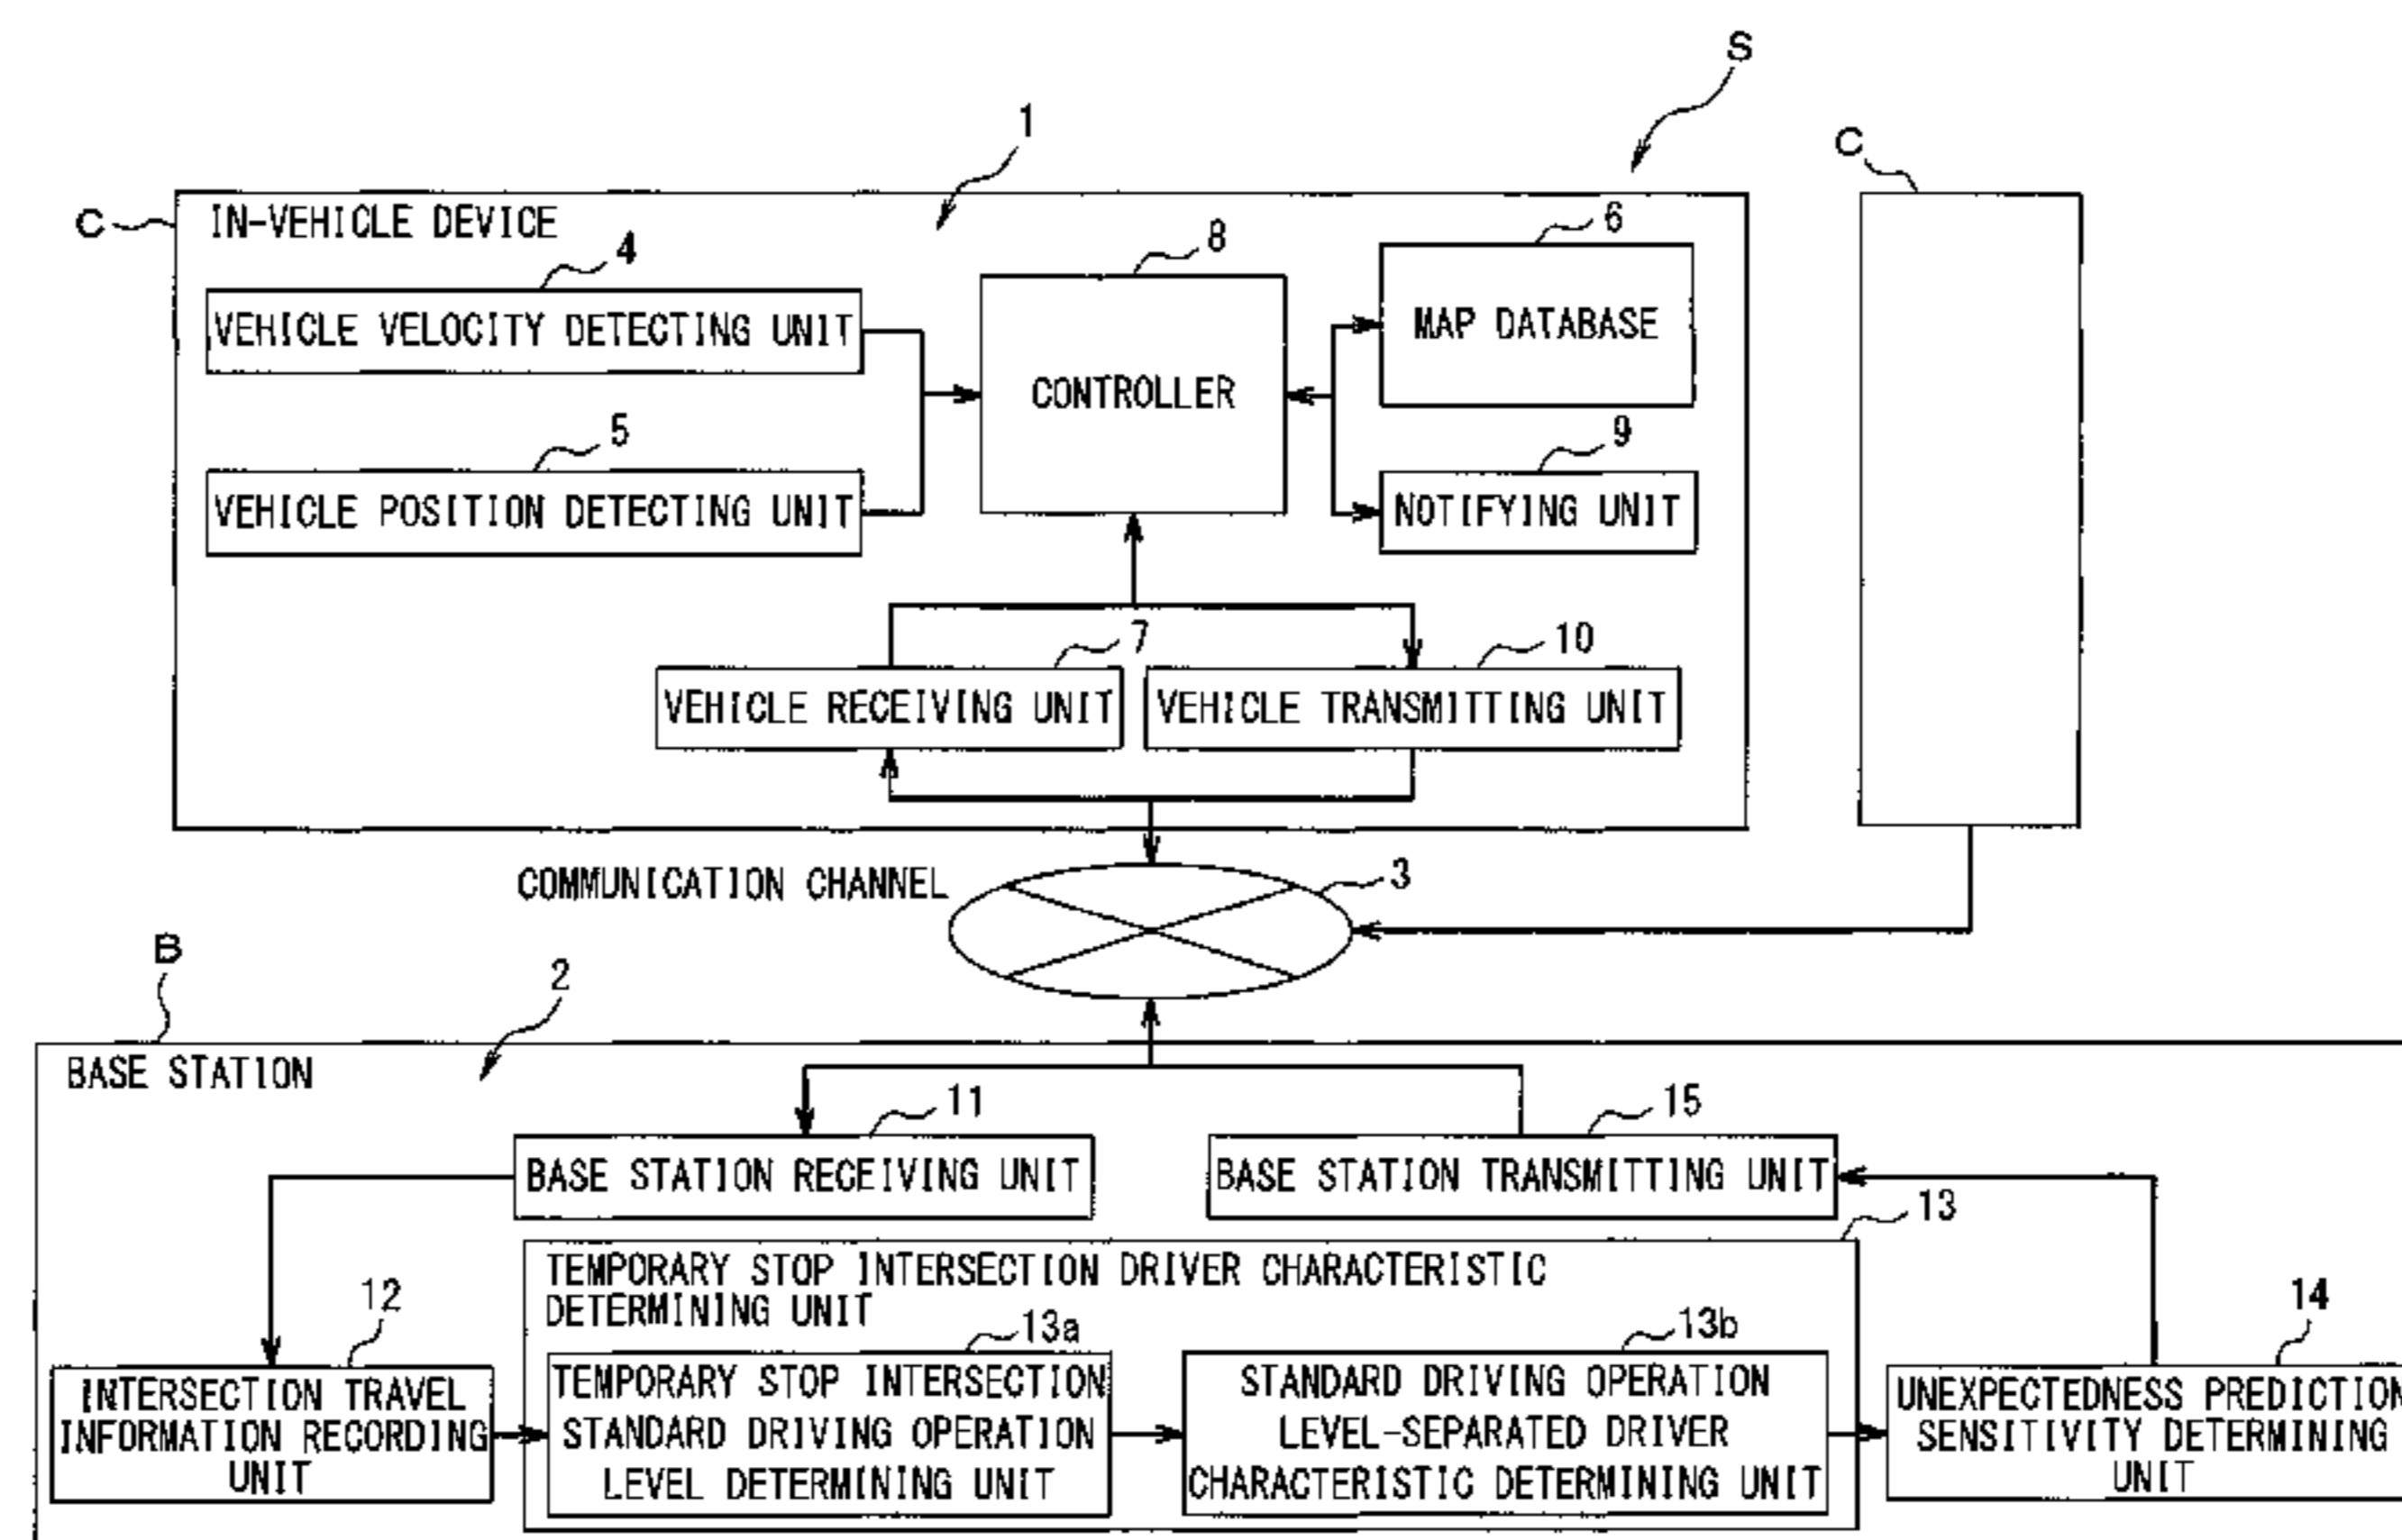 S
1
C
C
IN-VEHICLE DEVICE
4
8
6
VEHICLE VELOCITY DETECTING UNIT
MAP DATABASE
CONTROLLER
5
9
VEHICLE POSITION DETECTING UNIT
NOTIFYING UNIT
7
10
VEHICLE RECEIVING UNIT
VEHICLE TRANSMITTING UNIT
COMMUNICATION CHANNEL
3
B
2
BASE STATION
11
15
BASE STATION RECEIVING UNIT
BASE STATION TRANSMITTING UNIT
13
TEMPORARY STOP INTERSECTION DRIVER CHARACTERISTIC
DETERMINING UNIT
12
13a
13b
14
INTERSECTION TRAVEL
INFORMATION RECORDING
UNIT
TEMPORARY STOP INTERSECTION
STANDARD DRIVING OPERATION
LEVEL DETERMINING UNIT
STANDARD DRIVING OPERATION
LEVEL-SEPARATED DRIVER
CHARACTERISTIC DETERMINING UNIT
UNEXPECTEDNESS PREDICTION
SENSITIVITY DETERMINING
UNIT